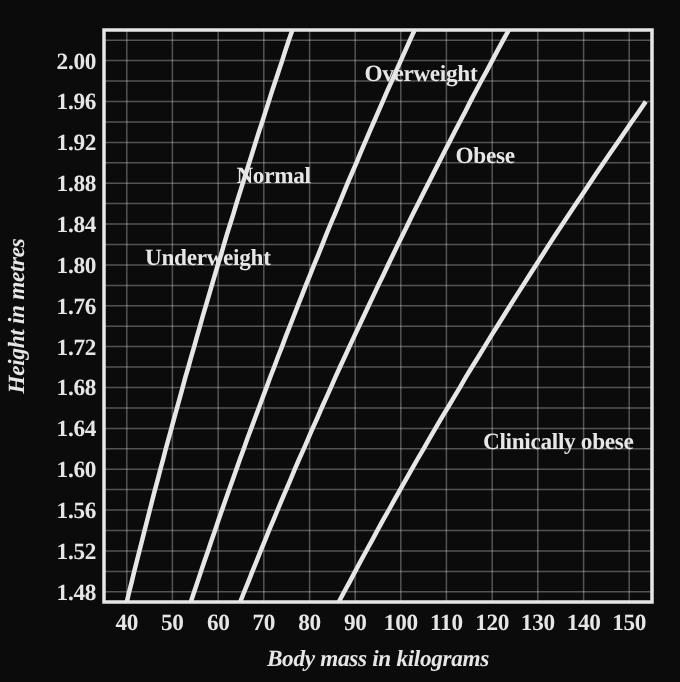 2.00
Overweight
1.96
1.92
Obese
1.88
Normal
1.84
1.80
Underweight
1.76
1.72
1.68
1.64
Clinically obese
1.60
1.56
1.52
1.48
Height in metres
40 50 60 70 80 90 100 110 120 130 140 150
Body mass in kilograms